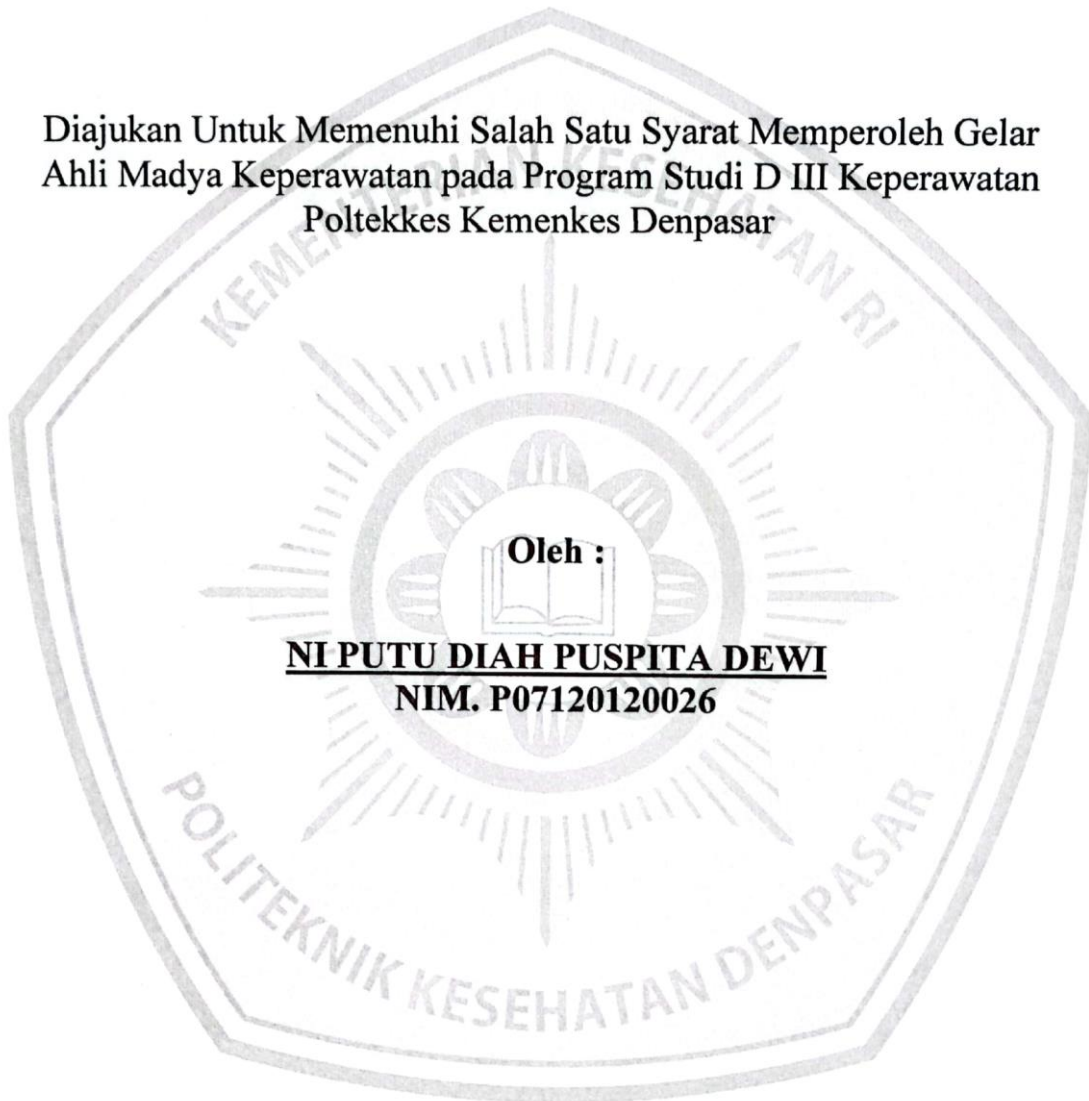 Diajukan Untuk Memenuhi Salah Satu Syarat Memperoleh Gelar
Ahli Madya Keperawatan pada Program Studi D III Keperawatan
Poltekkes Kemenkes Denpasar
KEMENTERIAN KESEHATAN RI
Oleh :
NI PUTU DIAH PUSPITA DEWI
NIM. P07120120026
POLITEKNIK KESEHATAN DENPASAR